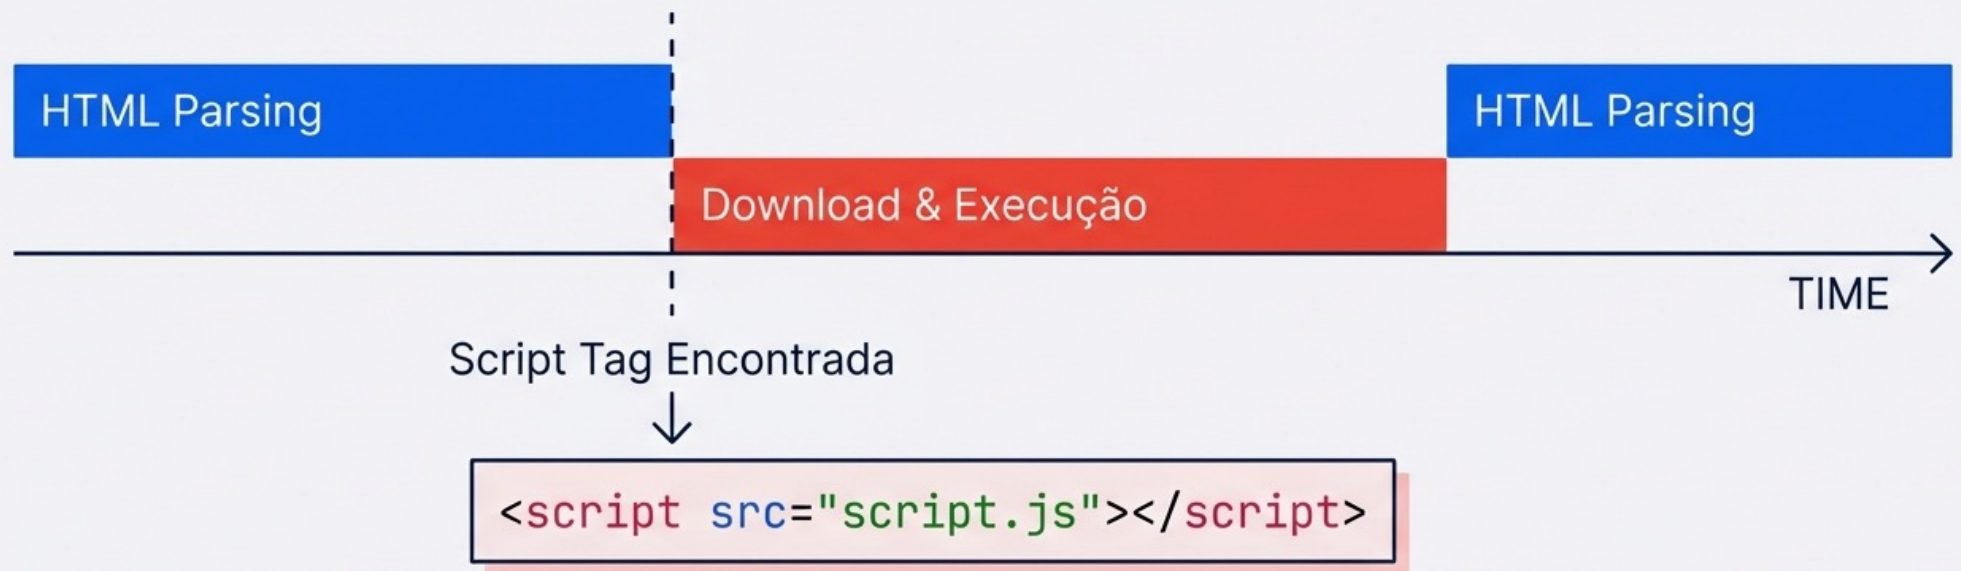 HTML Parsing
HTML Parsing
Download & Execução
TIME
Script Tag Encontrada
<script src="script.js"></script>